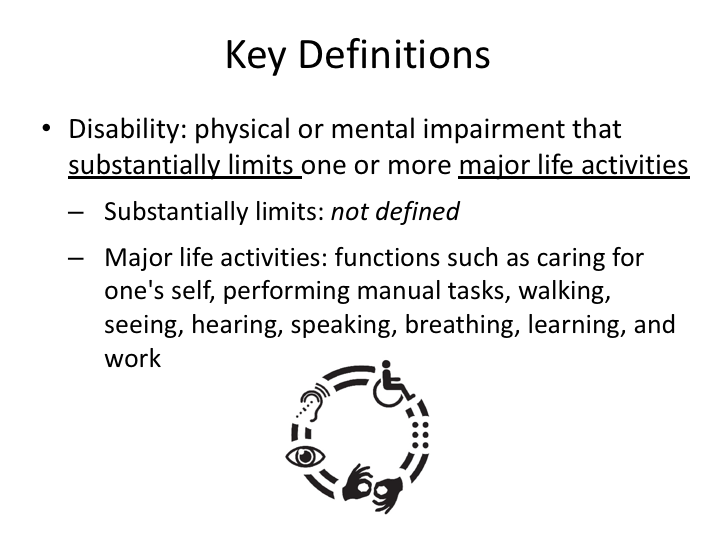 Key Definitions
• Disability: physical or mental impairment that
substantially limits one or more major life activities
– Substantially limits: not defined
– Major life activities: functions such as caring for
one's self, performing manual tasks, walking,
seeing, hearing, speaking, breathing, learning, and
work